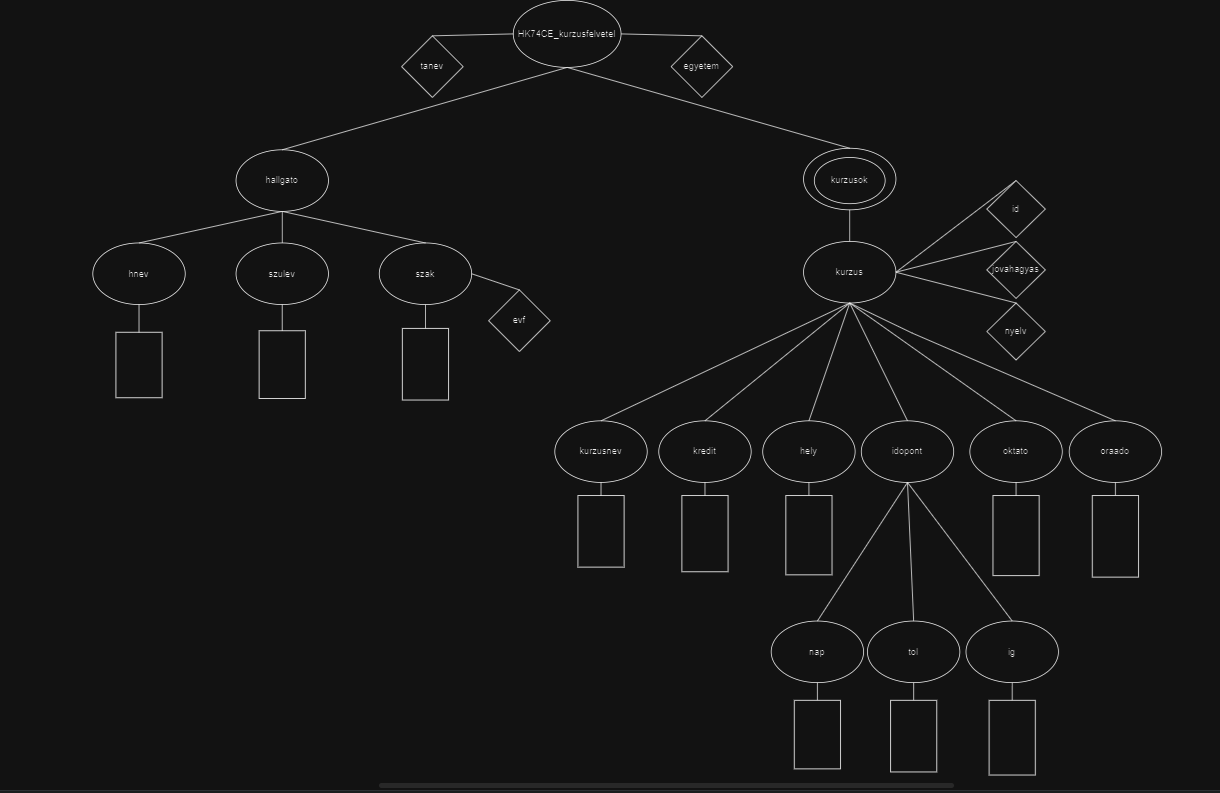 HK74CE_kurzusfelvetel
tanev
egyetem
hallgato
kurzusok
id
hnev
szulev
szak
kurzus
jovahagyas
evf
nyelv
kurzusnev
kredit
hely
idopont
oktato
oraado
nap
tol
ig